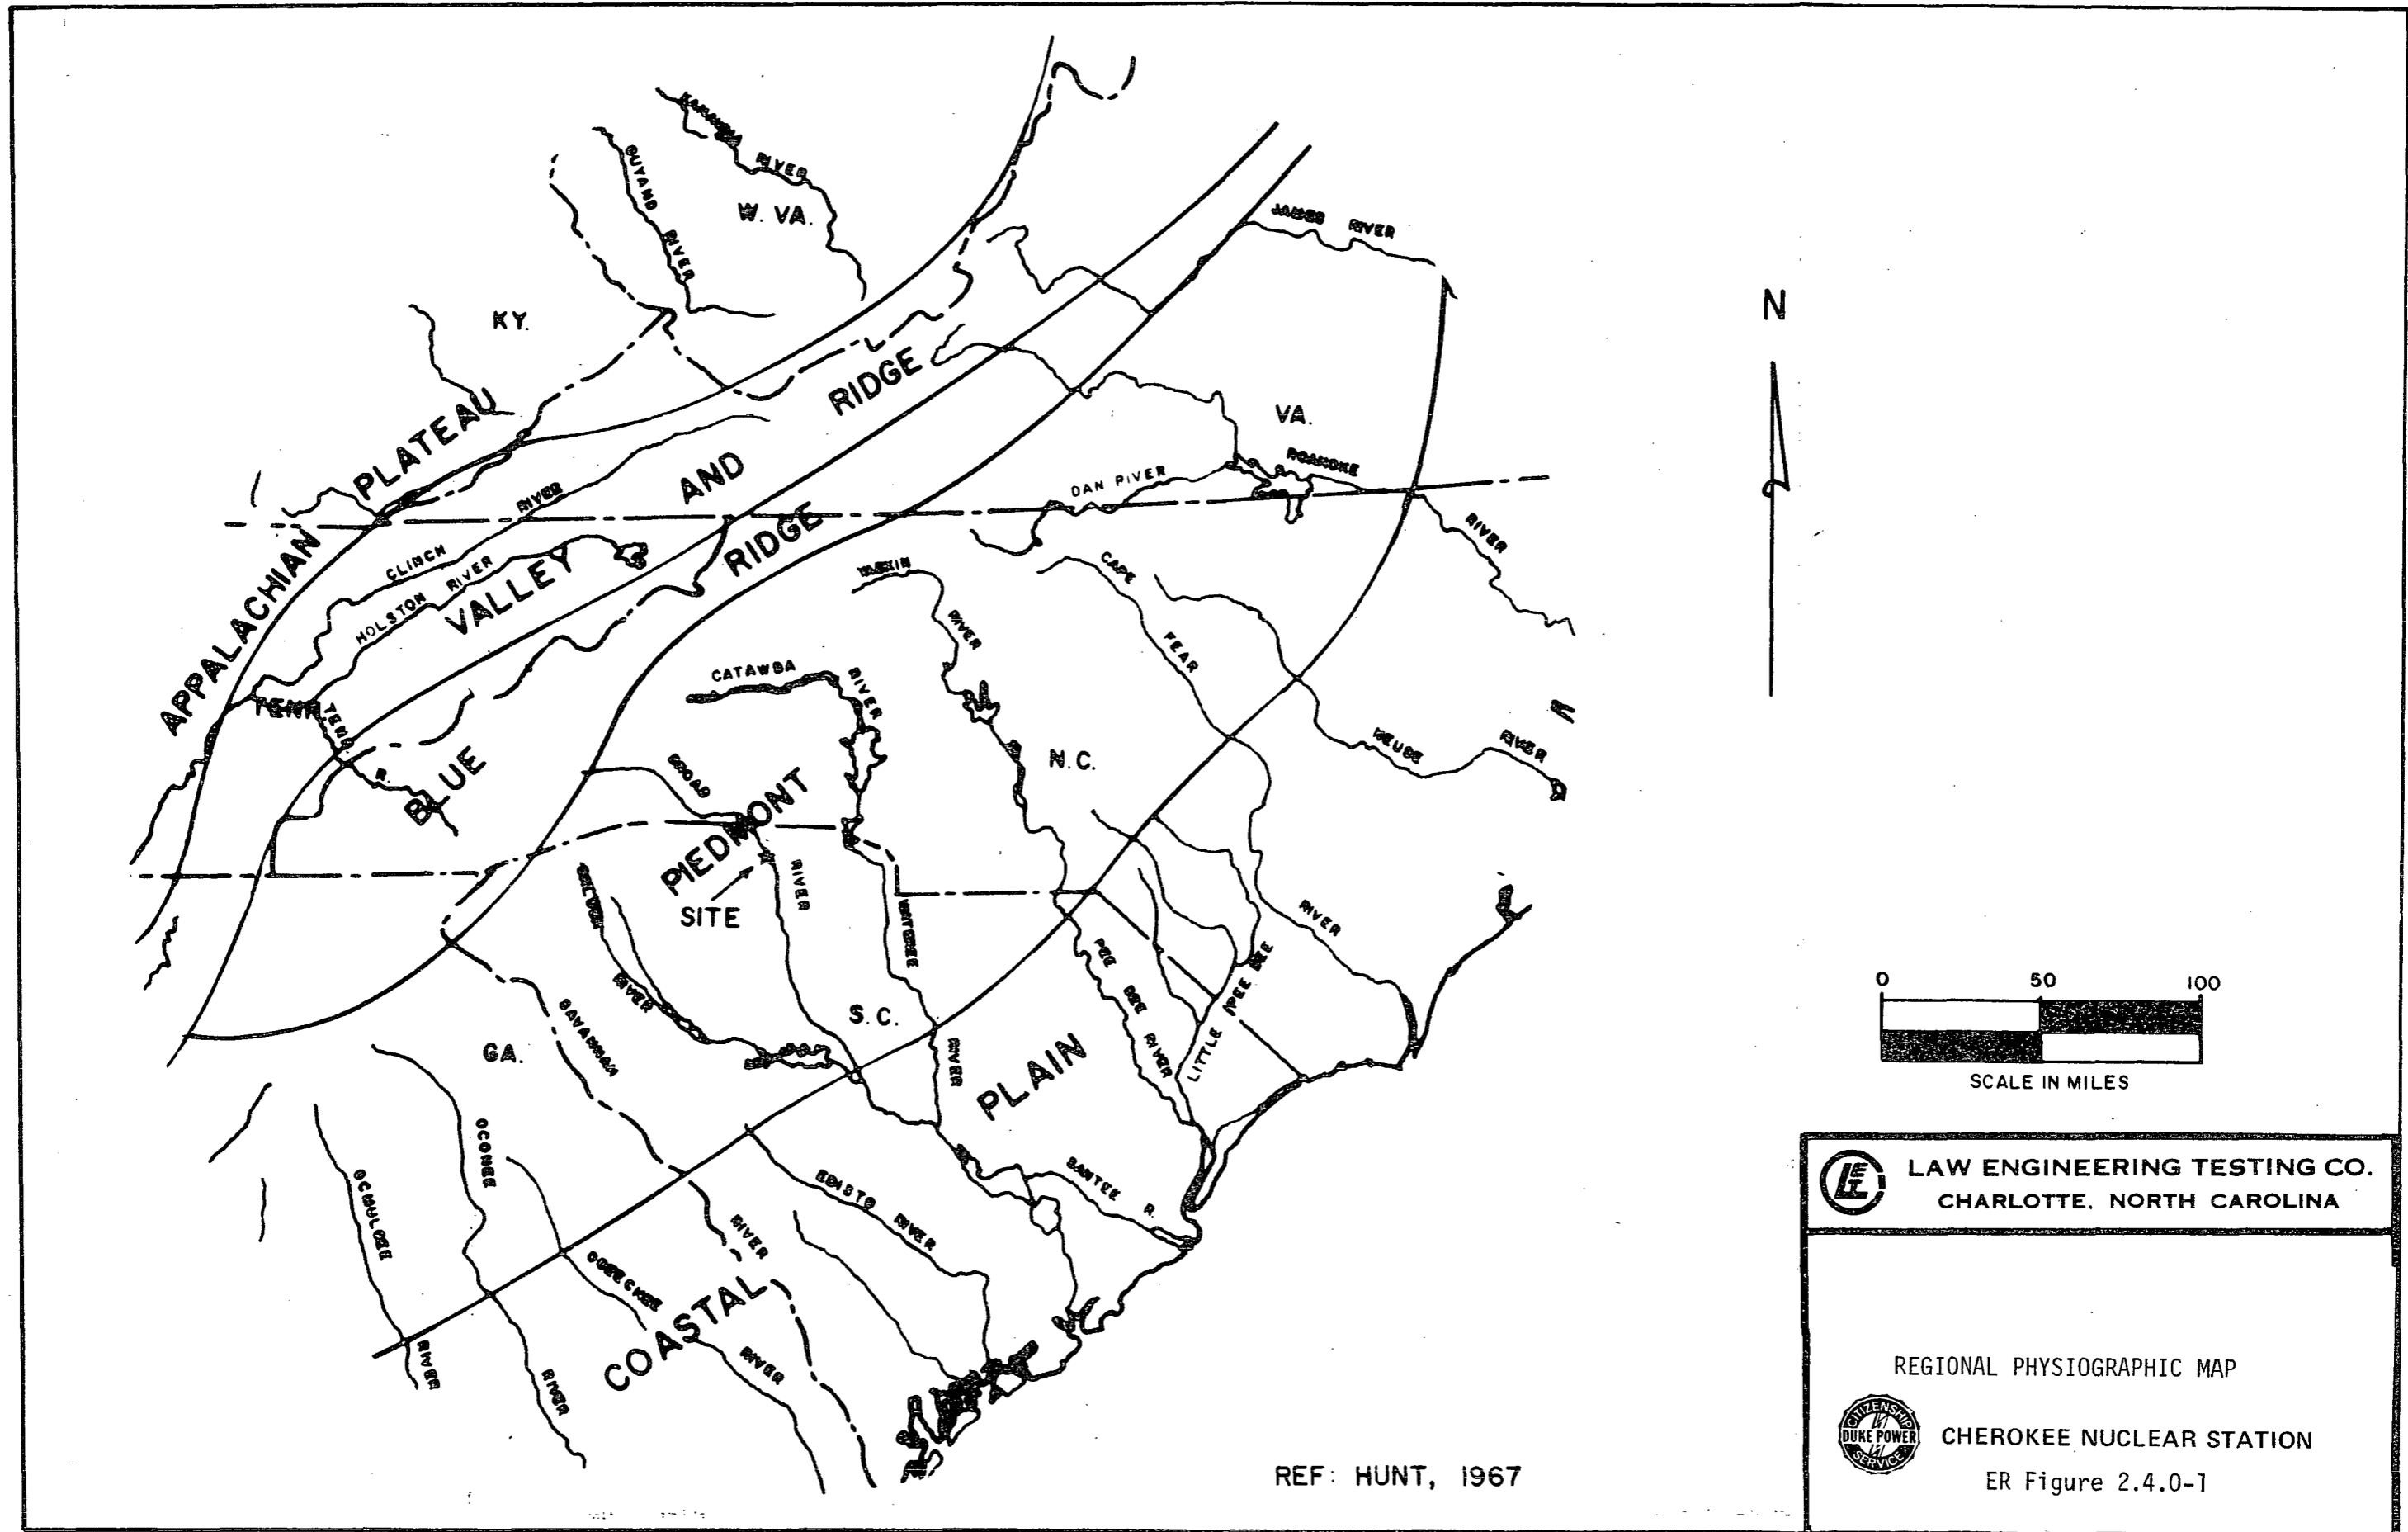 KANAWHA RIVER
GUYAND RIVER
W. VA.
JAMES RIVER
KY.
N
APPALACHIAN PLATEAU
VALLEY AND RIDGE
BLUE RIDGE
VA.
ROANOKE RIVER
DAN RIVER
CLINCH RIVER
HOLSTON RIVER
YADKIN RIVER
CAPE FEAR RIVER
TENN.
TENN. R.
CATAWBA RIVER
NEUSE RIVER
N.C.
BROAD RIVER
PIEDMONT
SITE
WATEREE RIVER
RIVER
PEE DEE RIVER
LITTLE PEE DEE
S.C.
GA.
SAVANNAH RIVER
PLAIN
COASTAL
OCONEE RIVER
OCMULGEE RIVER
OGEECHEE RIVER
EDISTO RIVER
SANTEE R.
0 50 100
SCALE IN MILES
LETCO
LAW ENGINEERING TESTING CO.
CHARLOTTE, NORTH CAROLINA
REGIONAL PHYSIOGRAPHIC MAP
CITIZENSHIP
DUKE POWER
SERVICE
CHEROKEE NUCLEAR STATION
ER Figure 2.4.0-1
REF: HUNT, 1967